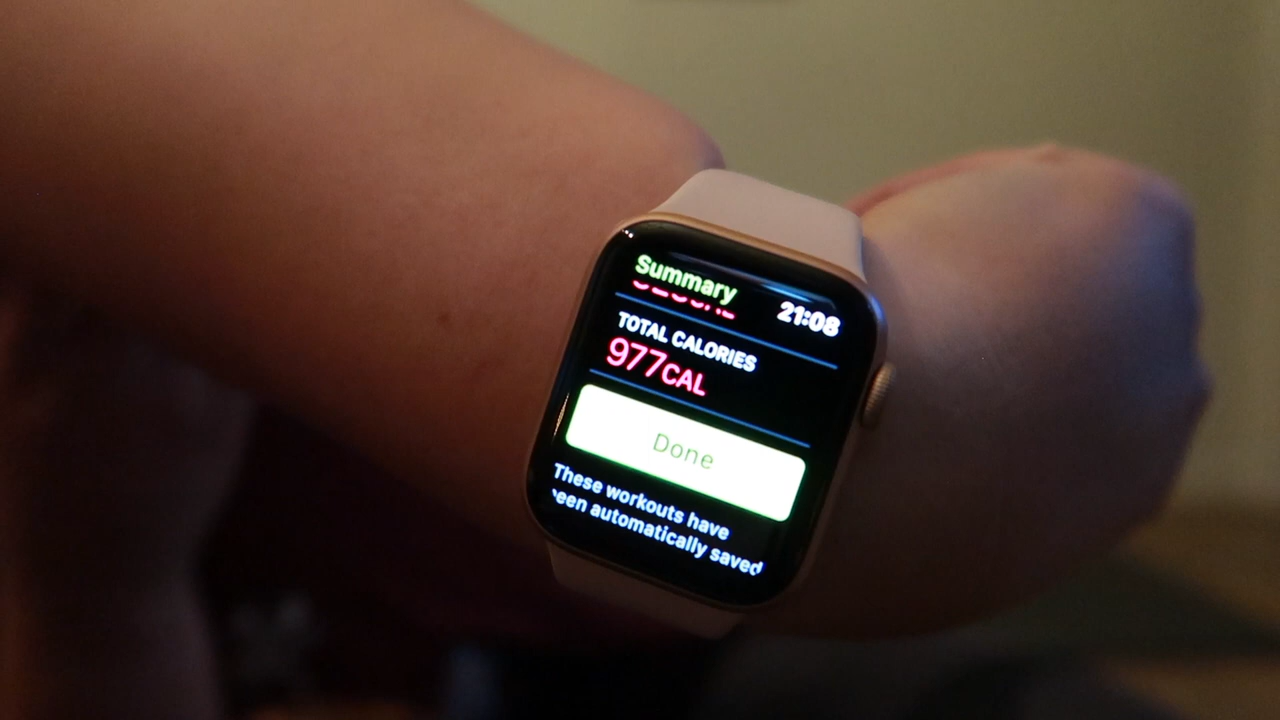 Summary
21:08
TOTAL CALORIES
977CAL
Done
These workouts have
een automatically saved